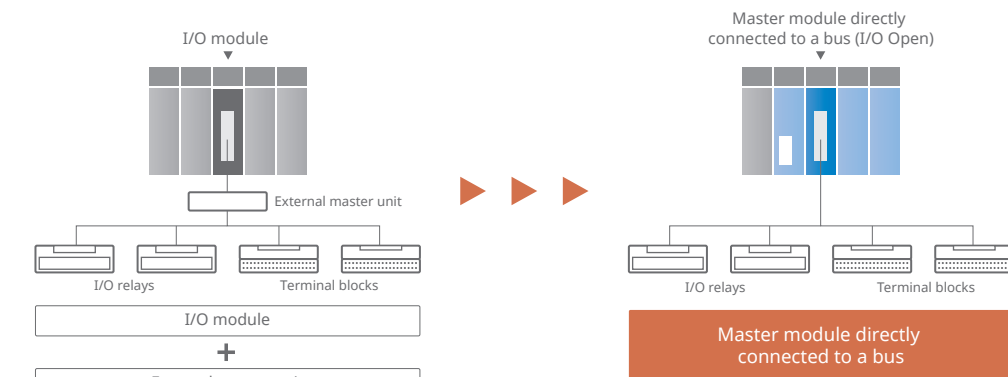 I/O module
External master unit
I/O relays
Terminal blocks
I/O module
+
Master module directly
connected to a bus (I/O Open)
I/O relays
Terminal blocks
Master module directly
connected to a bus